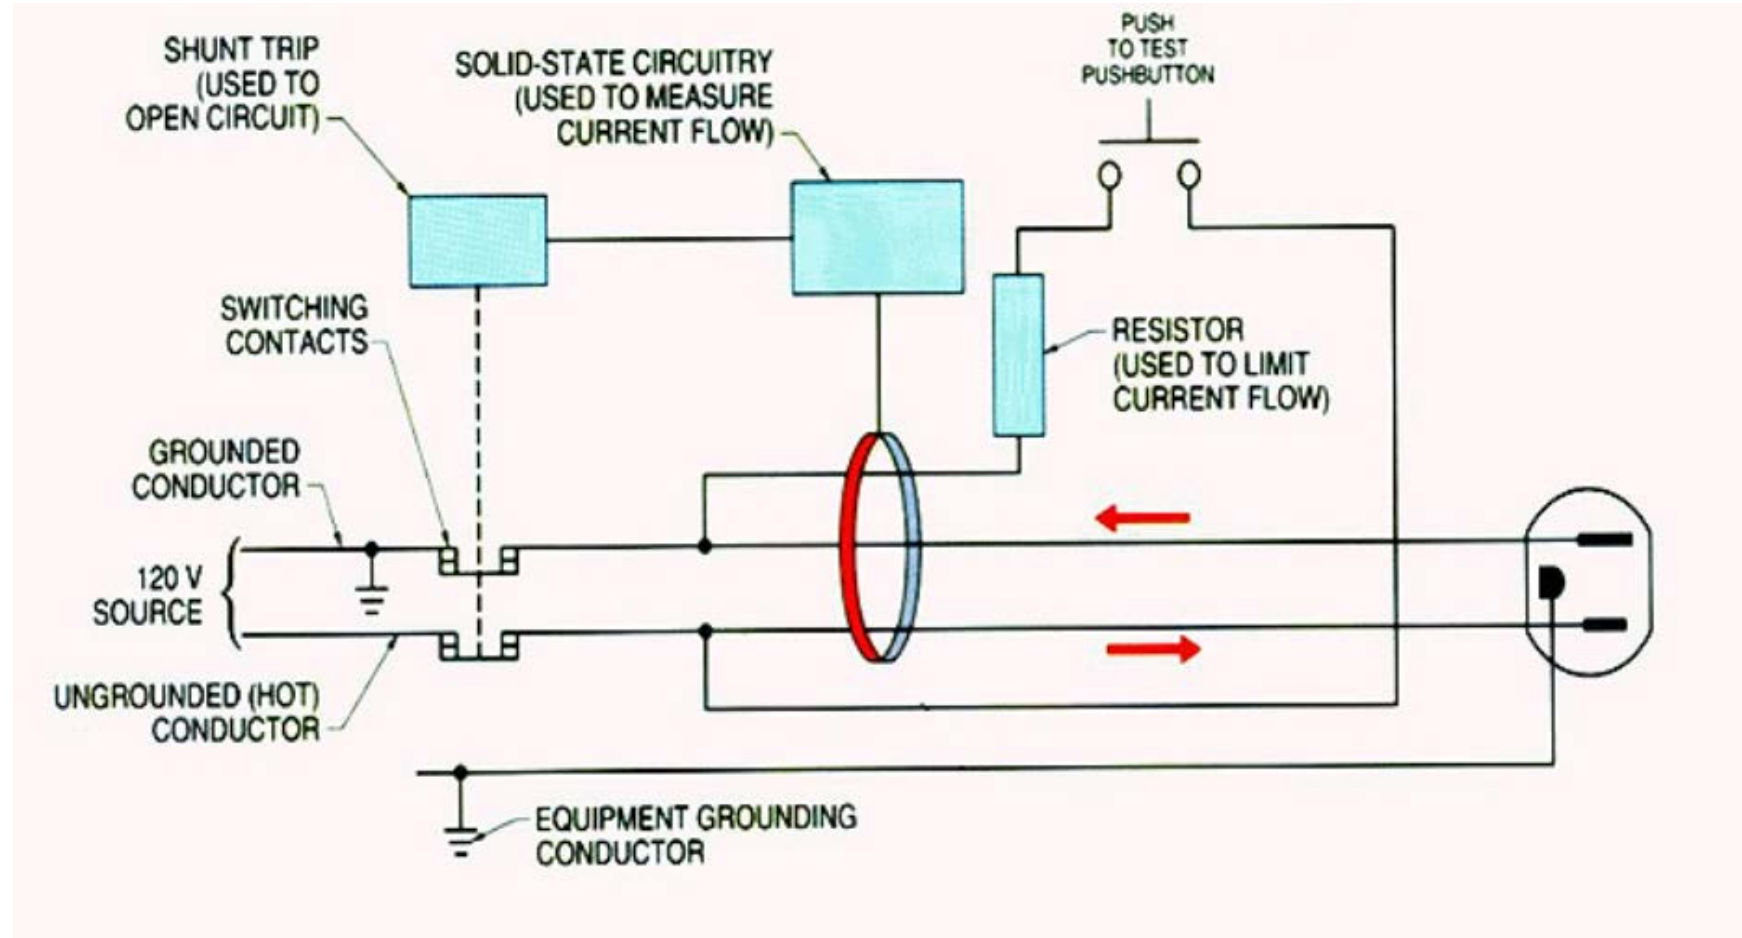 SHUNT TRIP
(USED TO
OPEN CIRCUIT)
SOLID-STATE CIRCUITRY
(USED TO MEASURE
CURRENT FLOW)
PUSH
TO TEST
PUSHBUTTON
SWITCHING
CONTACTS
RESISTOR
(USED TO LIMIT
CURRENT FLOW)
GROUNDED
CONDUCTOR
120 V
SOURCE
UNGROUNDED (HOT)
CONDUCTOR
EQUIPMENT GROUNDING
CONDUCTOR